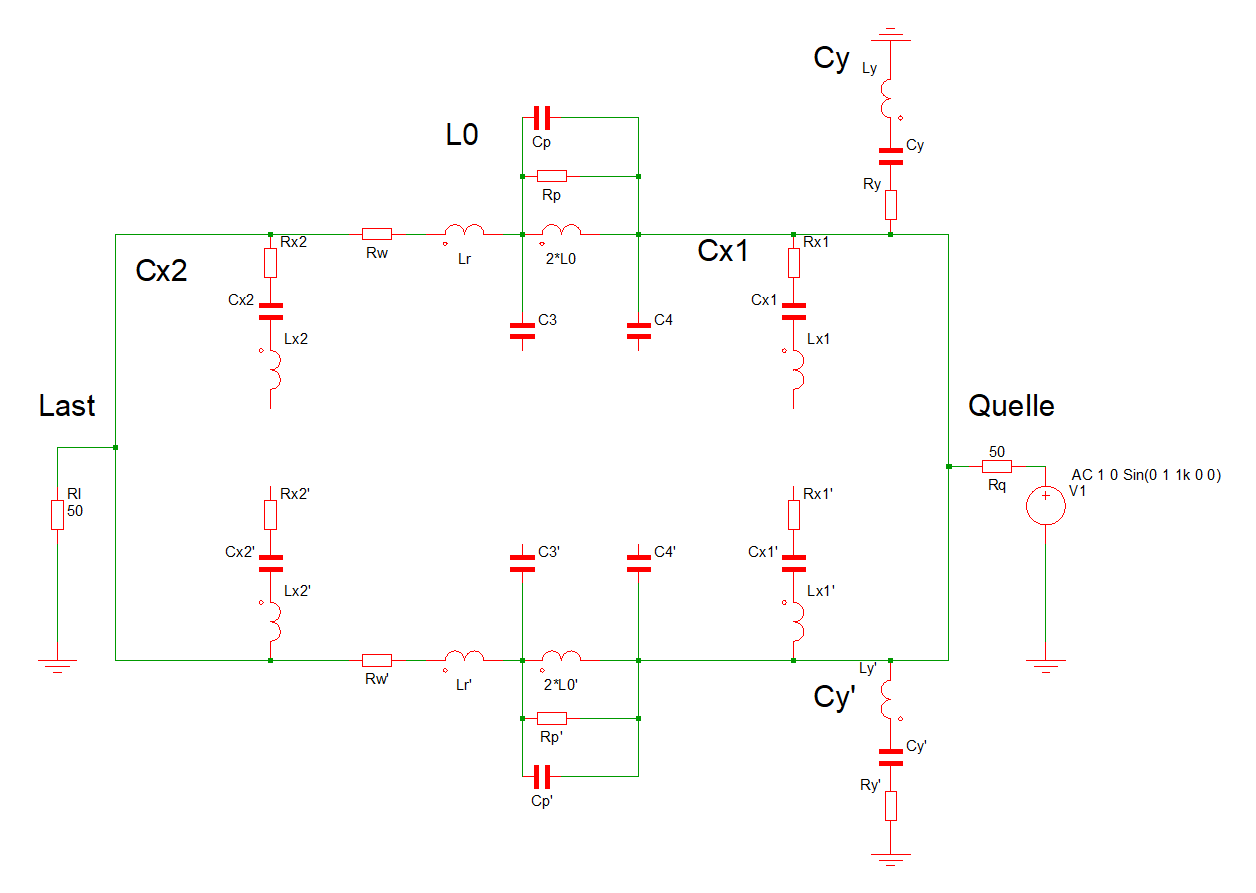 Cy
Ly
Cy
Ry
L0
Cp
Rp
Rx2
Rw
Lr
2*L0
Cx1
Rx1
Cx2
Cx2
Lx2
C3
C4
Cx1
Lx1
Last
Quelle
Rl
50
50
Rq
AC 1 0 Sin(0 1 1k 0 0)
V1
Rx2'
Cx2'
Lx2'
C3'
C4'
Rx1'
Cx1'
Lx1'
Rw'
Lr'
2*L0'
Rp'
Cp'
Ly'
Cy'
Cy'
Ry'